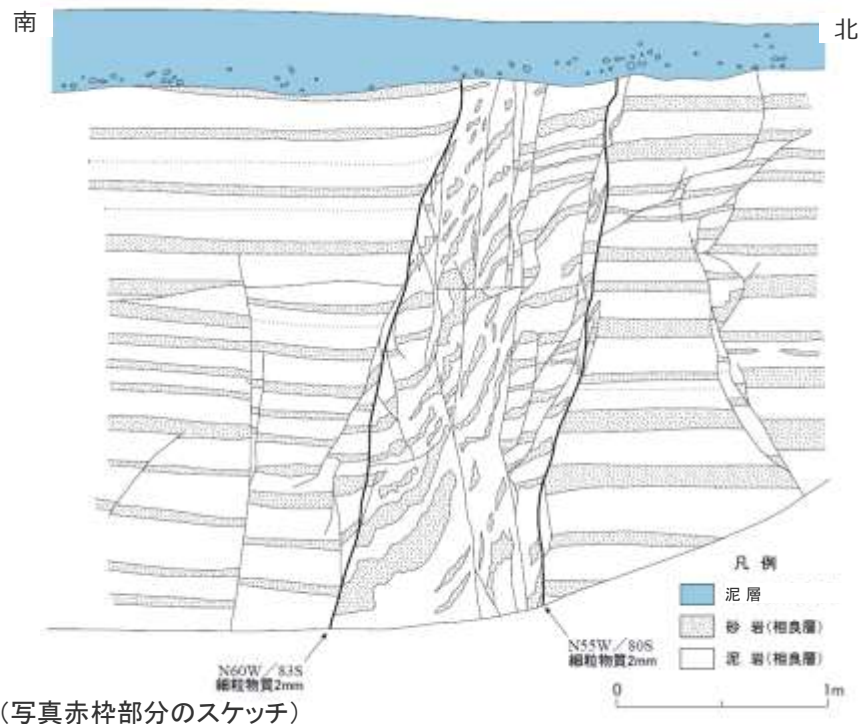 南
北
凡 例
泥 層
砂 岩(相良層)
泥 岩(相良層)
N60W／83S
細粒物質2mm
N55W／80S
細粒物質2mm
0
1m
(写真赤枠部分のスケッチ)